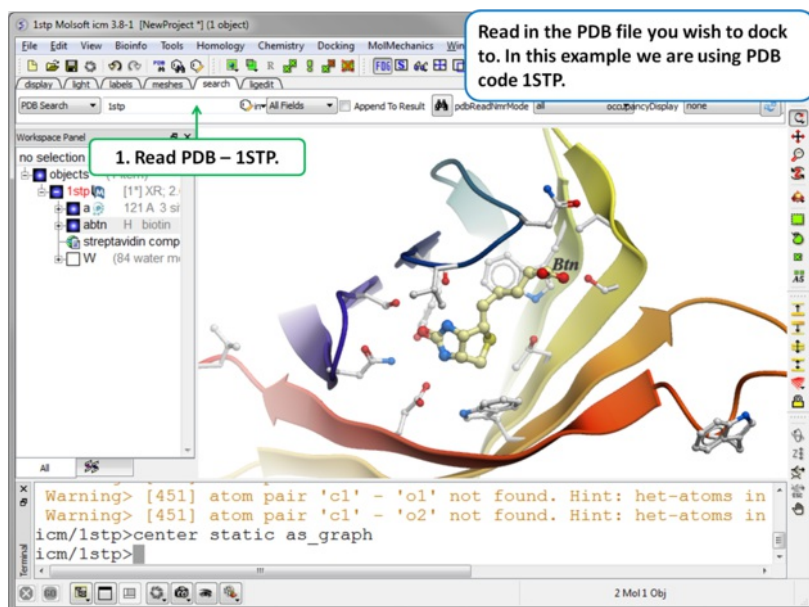 1stp Molsoft icm 3.8-1 [NewProject *] (1 object)
Read in the PDB file you wish to dock
to. In this example we are using PDB
code 1STP.
File Edit View Bioinfo Tools Homology Chemistry Docking MolMechanics
display light labels meshes search ligedit
PDB Search 1stp in All Fields Append To Result pdbReadNmrMode all occupancyDisplay none
Workspace Panel
1. Read PDB – 1STP.
no selection
objects
1stp [1*] XR; 2.
a 121 A 3 si
abtn H biotin
streptavidin comp
W (84 water m
Btn
All
Warning> [451] atom pair 'c1' - 'o1' not found. Hint: het-atoms in
Warning> [451] atom pair 'c1' - 'o2' not found. Hint: het-atoms in
icm/1stp>center static as_graph
icm/1stp>
Terminal
2 Mol 1 Obj